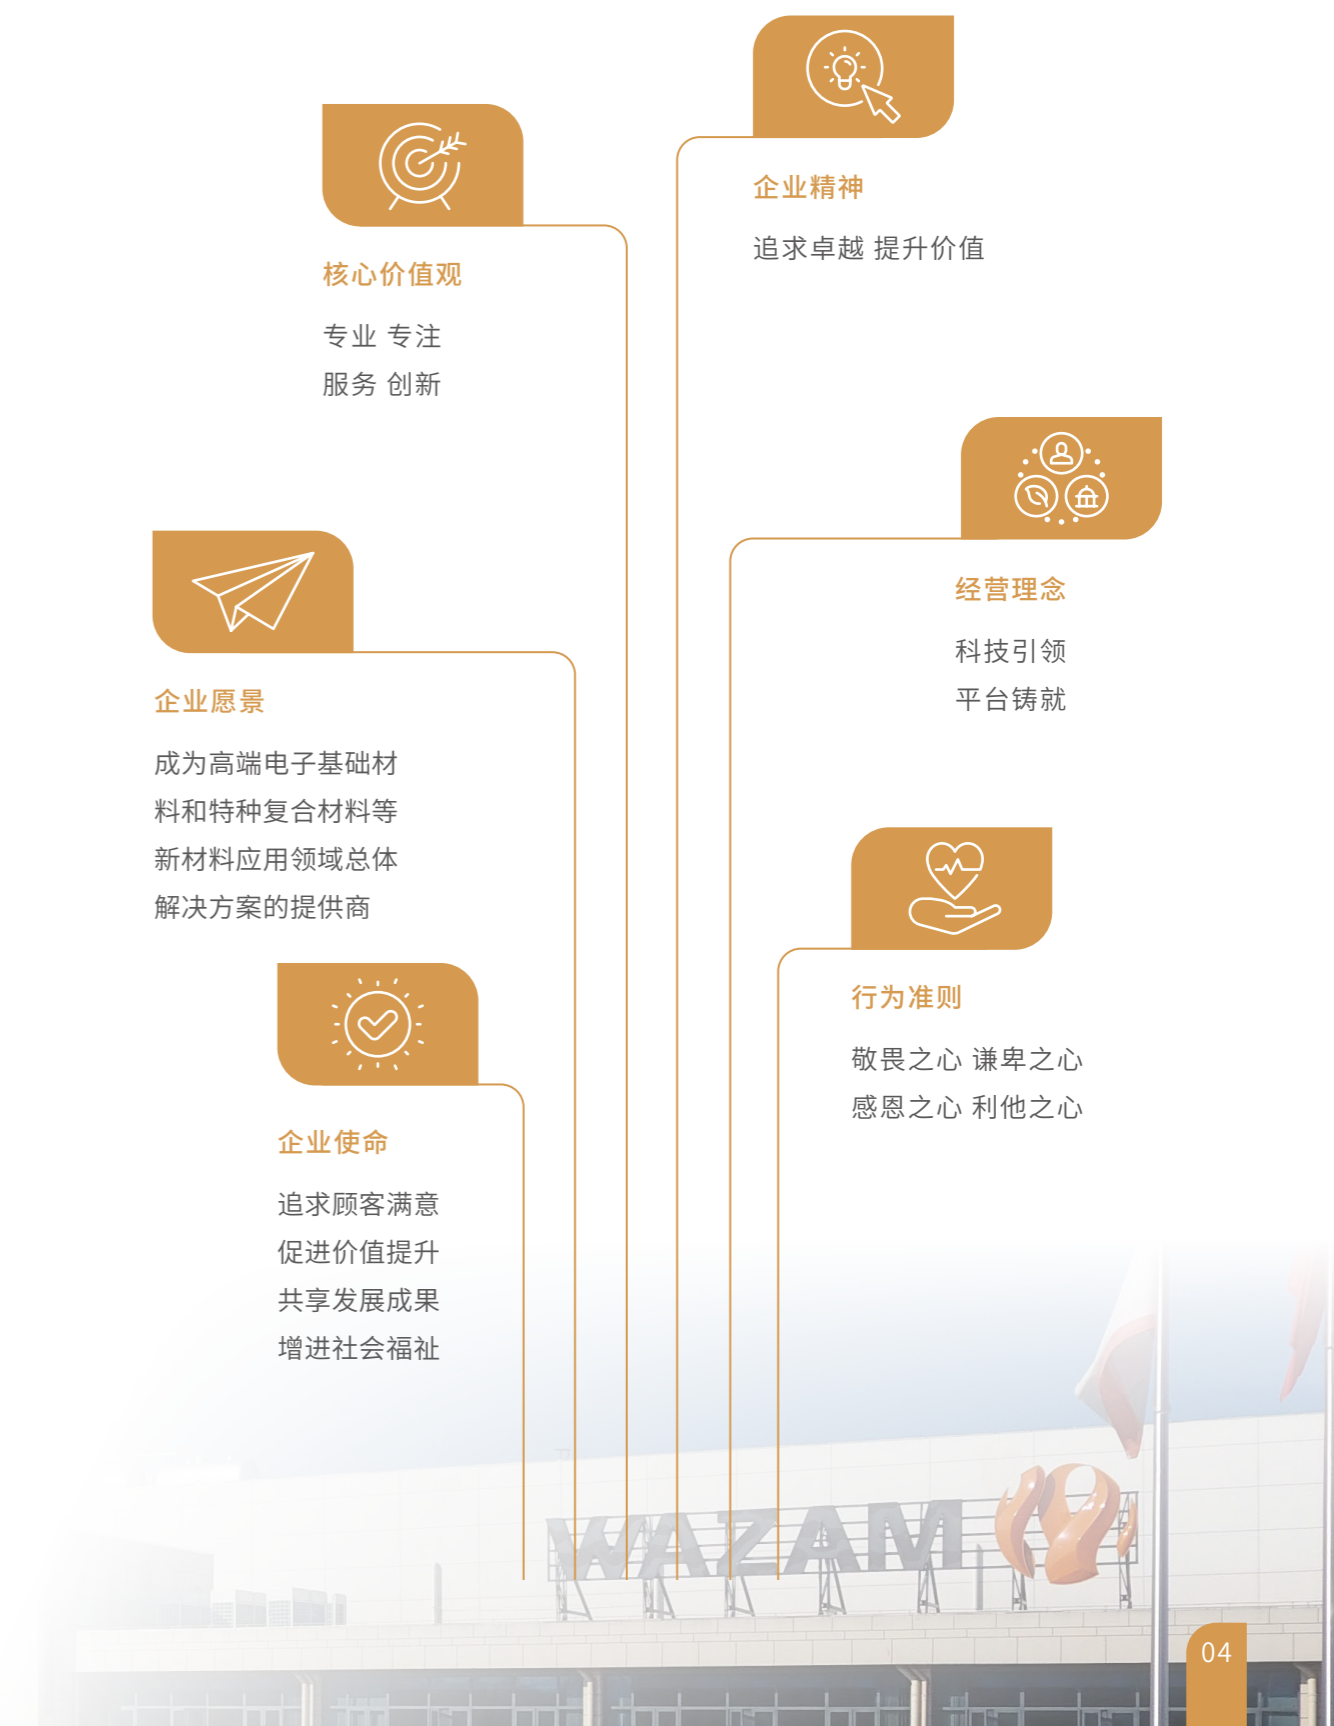 企业精神
追求卓越 提升价值
核心价值观
专业 专注
服务 创新
经营理念
科技引领
平台铸就
企业愿景
成为高端电子基础材
料和特种复合材料等
新材料应用领域总体
解决方案的提供商
行为准则
敬畏之心 谦卑之心
感恩之心 利他之心
企业使命
追求顾客满意
促进价值提升
共享发展成果
增进社会福祉
WAZAM
04